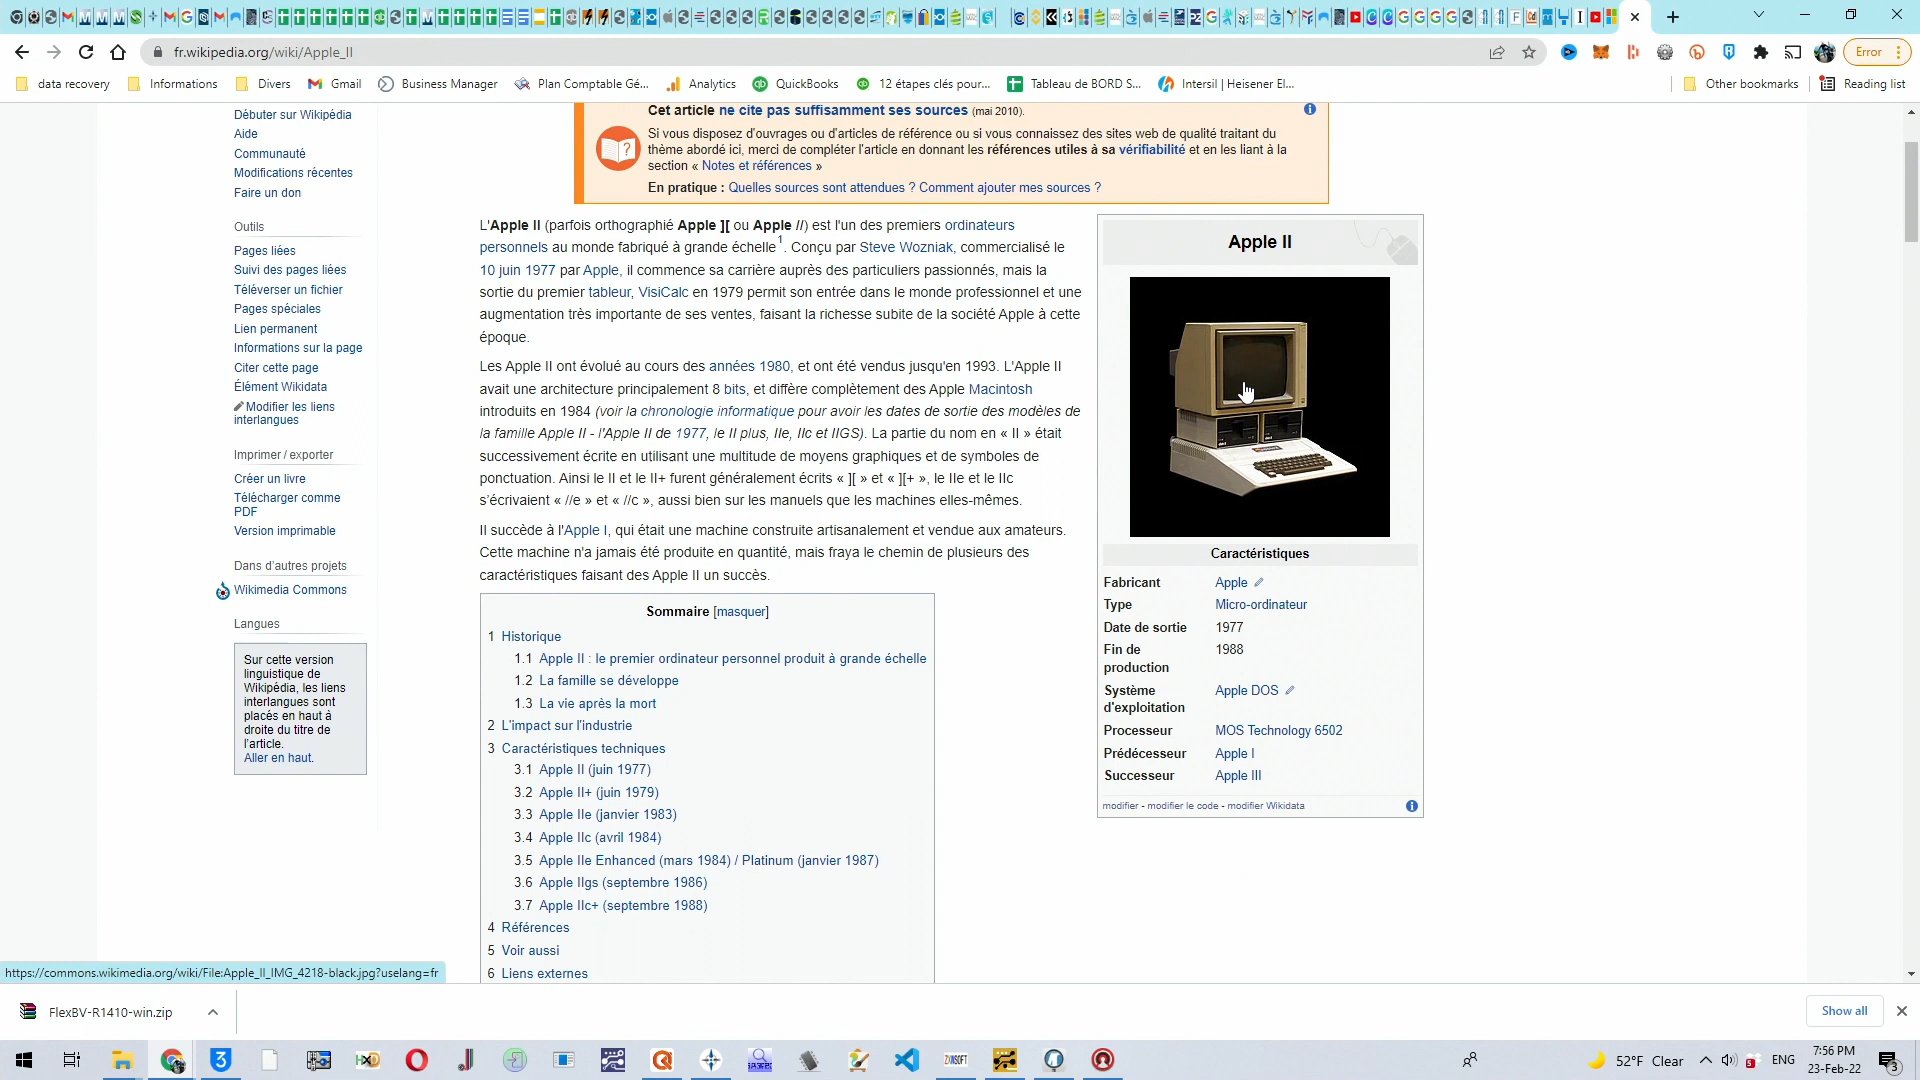 fr.wikipedia.org/wiki/Apple_II
Error
data recovery
Informations
Divers
Gmail
Business Manager
Plan Comptable Gé...
Analytics
QuickBooks
12 étapes clés pour...
Tableau de BORD S...
Intersil | Heisener El...
Other bookmarks
Reading list
Débuter sur Wikipédia
Aide
Communauté
Modifications récentes
Faire un don
Outils
Pages liées
Suivi des pages liées
Téléverser un fichier
Pages spéciales
Lien permanent
Informations sur la page
Citer cette page
Élément Wikidata
Modifier les liens
interlangues
Imprimer / exporter
Créer un livre
Télécharger comme
PDF
Version imprimable
Dans d'autres projets
Wikimedia Commons
Langues
Sur cette version
linguistique de
Wikipédia, les liens
interlangues sont
placés en haut à
droite du titre de
l'article.
Aller en haut.
Cet article ne cite pas suffisamment ses sources (mai 2010).
Si vous disposez d'ouvrages ou d'articles de référence ou si vous connaissez des sites web de qualité traitant du
thème abordé ici, merci de compléter l'article en donnant les références utiles à sa vérifiabilité et en les liant à la
section « Notes et références »
En pratique : Quelles sources sont attendues ? Comment ajouter mes sources ?
L'Apple II (parfois orthographié Apple ][ ou Apple //) est l'un des premiers ordinateurs
personnels au monde fabriqué à grande échelle1. Conçu par Steve Wozniak, commercialisé le
10 juin 1977 par Apple, il commence sa carrière auprès des particuliers passionnés, mais la
sortie du premier tableur, VisiCalc en 1979 permit son entrée dans le monde professionnel et une
augmentation très importante de ses ventes, faisant la richesse subite de la société Apple à cette
époque.
Les Apple II ont évolué au cours des années 1980, et ont été vendus jusqu'en 1993. L'Apple II
avait une architecture principalement 8 bits, et diffère complètement des Apple Macintosh
introduits en 1984 (voir la chronologie informatique pour avoir les dates de sortie des modèles de
la famille Apple II - l'Apple II de 1977, le II plus, IIe, IIc et IIGS). La partie du nom en « II » était
successivement écrite en utilisant une multitude de moyens graphiques et de symboles de
ponctuation. Ainsi le II et le II+ furent généralement écrits « ][ » et « ][+ », le IIe et le IIc
s'écrivaient « //e » et « //c », aussi bien sur les manuels que les machines elles-mêmes.
Il succède à l'Apple I, qui était une machine construite artisanalement et vendue aux amateurs.
Cette machine n'a jamais été produite en quantité, mais fraya le chemin de plusieurs des
caractéristiques faisant des Apple II un succès.
Sommaire [masquer]
1 Historique
1.1 Apple II : le premier ordinateur personnel produit à grande échelle
1.2 La famille se développe
1.3 La vie après la mort
2 L'impact sur l'industrie
3 Caractéristiques techniques
3.1 Apple II (juin 1977)
3.2 Apple II+ (juin 1979)
3.3 Apple IIe (janvier 1983)
3.4 Apple IIc (avril 1984)
3.5 Apple IIe Enhanced (mars 1984) / Platinum (janvier 1987)
3.6 Apple IIgs (septembre 1986)
3.7 Apple IIc+ (septembre 1988)
4 Références
5 Voir aussi
6 Liens externes
Apple II
Caractéristiques
Fabricant Apple
Type Micro-ordinateur
Date de sortie 1977
Fin de
production 1988
Système
d'exploitation Apple DOS
Processeur MOS Technology 6502
Prédécesseur Apple I
Successeur Apple III
modifier - modifier le code - modifier Wikidata
https://commons.wikimedia.org/wiki/File:Apple_II_IMG_4218-black.jpg?uselang=fr
FlexBV-R1410-win.zip
Show all
52°F Clear
ENG
7:56 PM
23-Feb-22
3